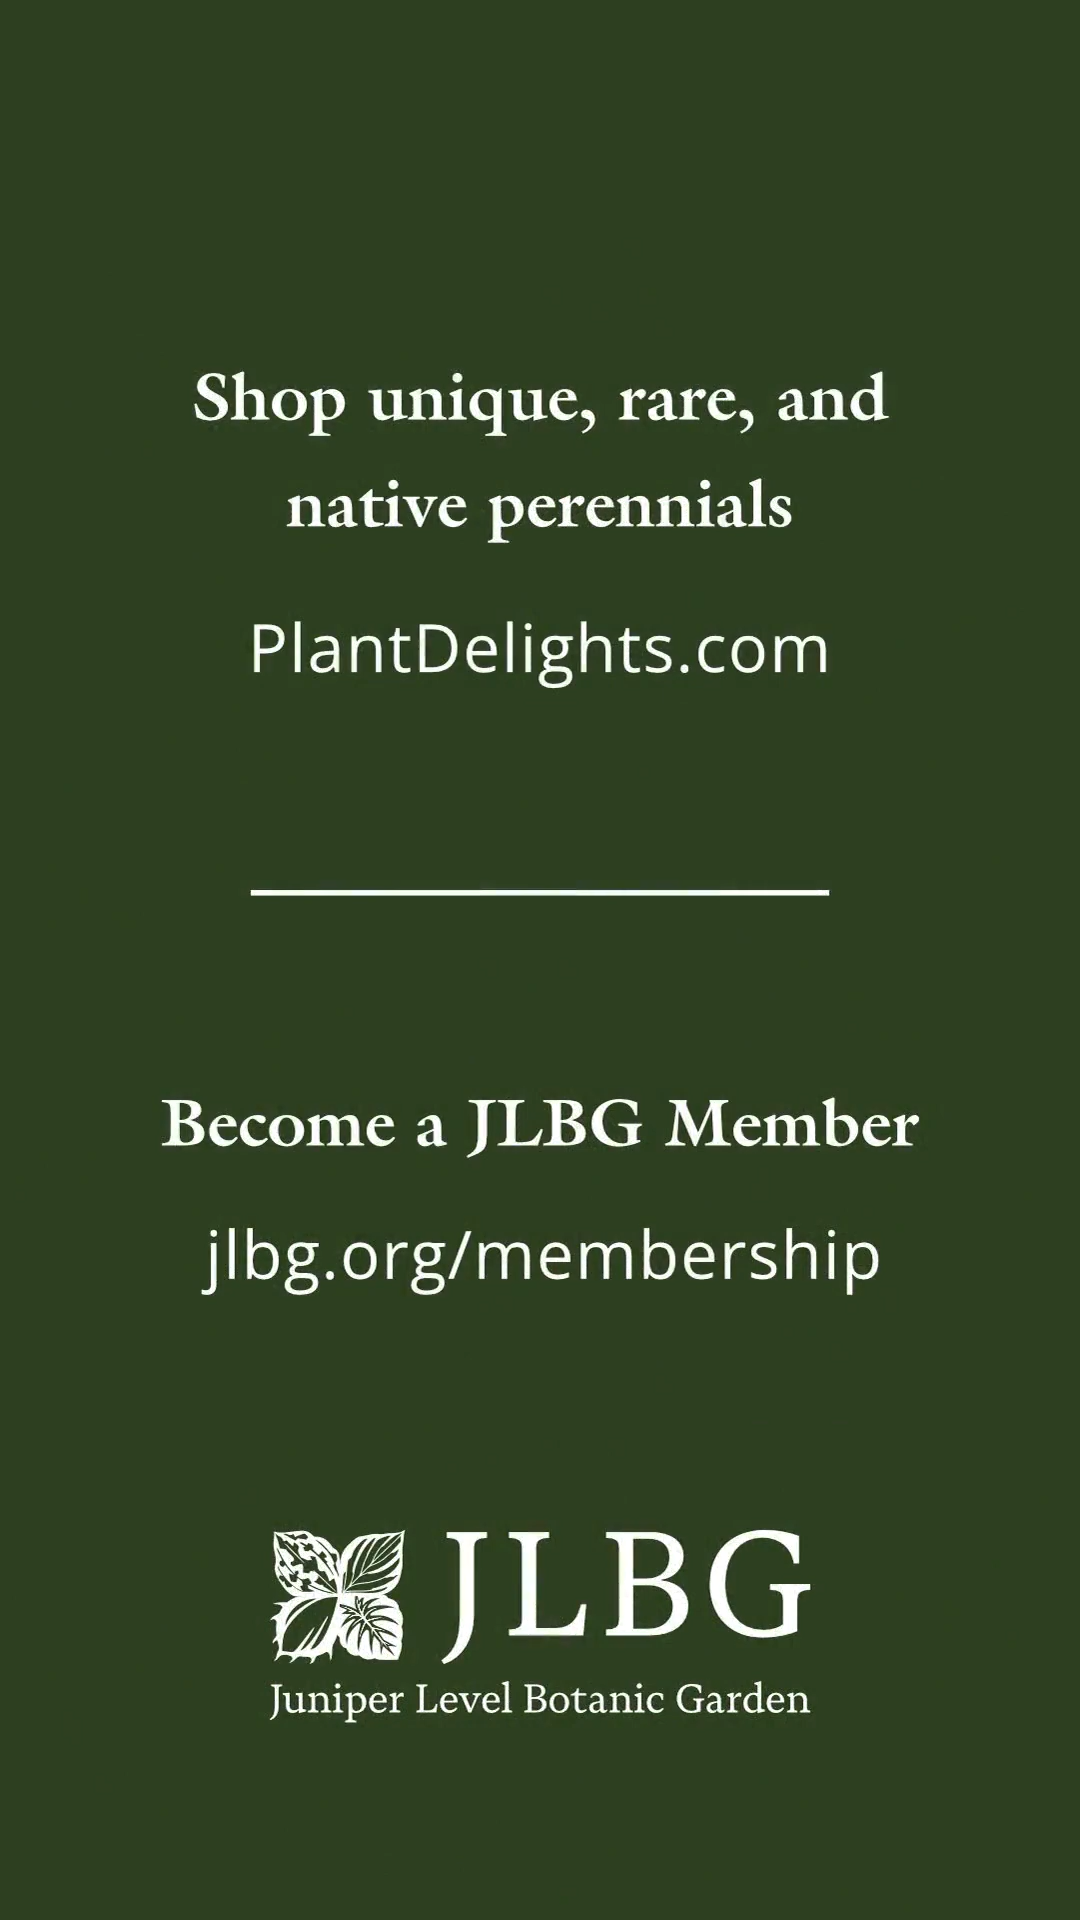 Shop unique, rare, and
native perennials
PlantDelights.com
Become a JLBG Member
jlbg.org/membership
JLBG
Juniper Level Botanic Garden